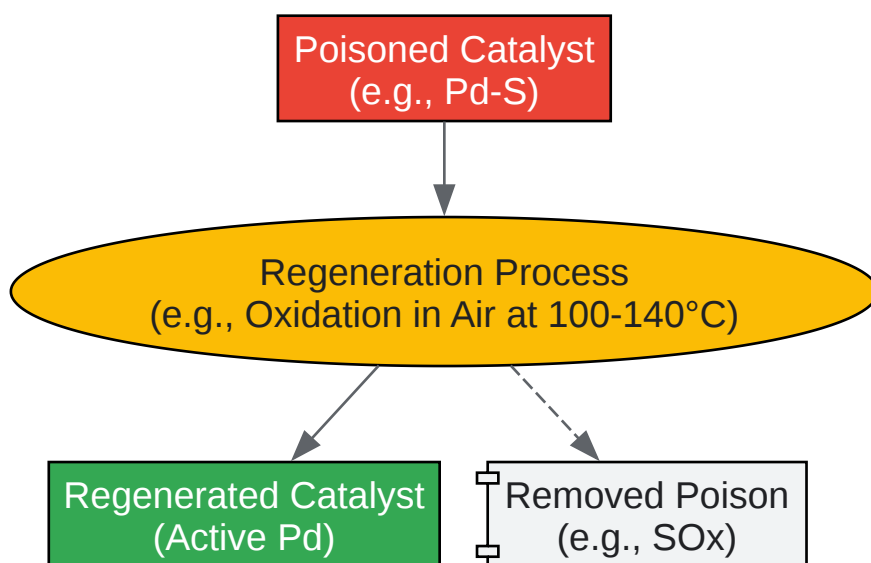 Poisoned Catalyst
(e.g., Pd-S)
Regeneration Process
(e.g., Oxidation in Air at 100-140°C)
Regenerated Catalyst
(Active Pd)
Removed Poison
(e.g., SOx)